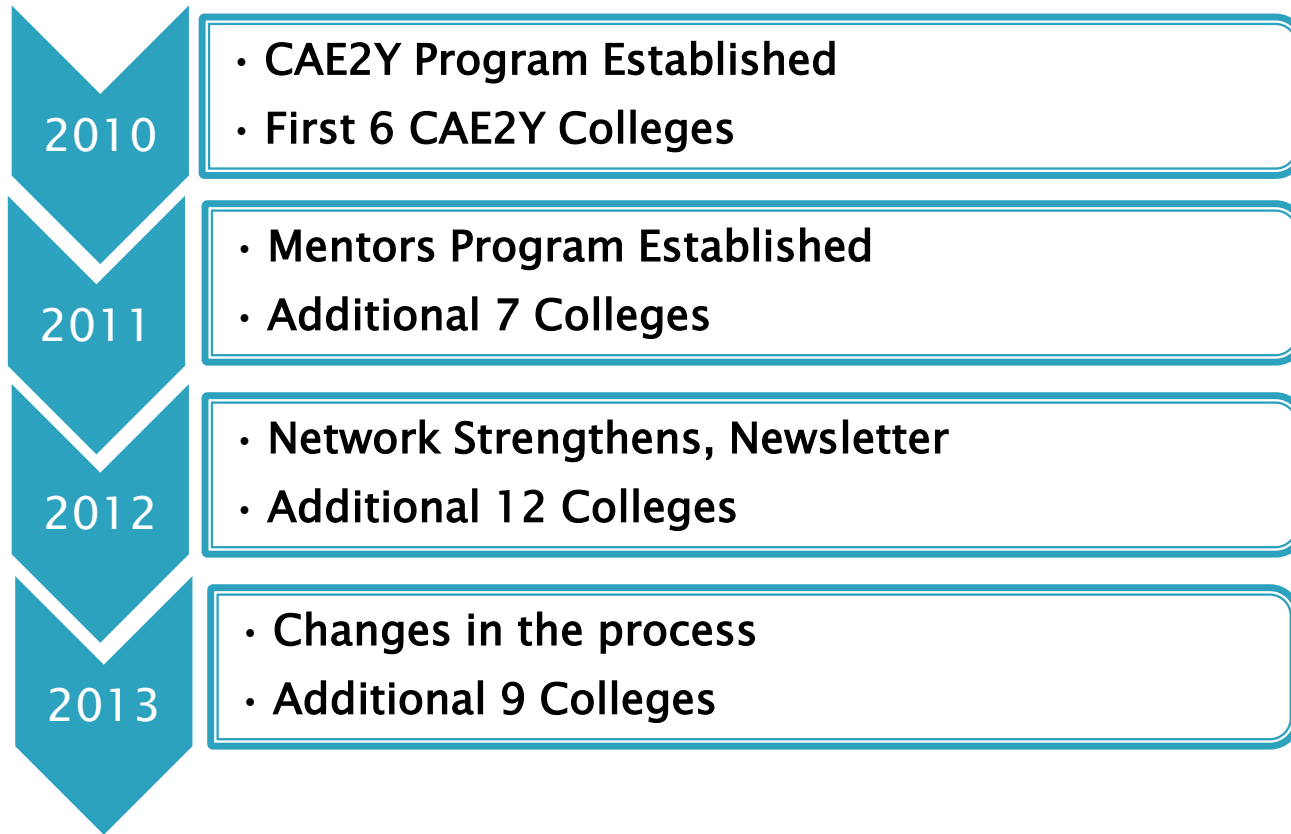 2010
• CAE2Y Program Established
• First 6 CAE2Y Colleges
2011
• Mentors Program Established
• Additional 7 Colleges
2012
• Network Strengthens, Newsletter
• Additional 12 Colleges
2013
• Changes in the process
• Additional 9 Colleges